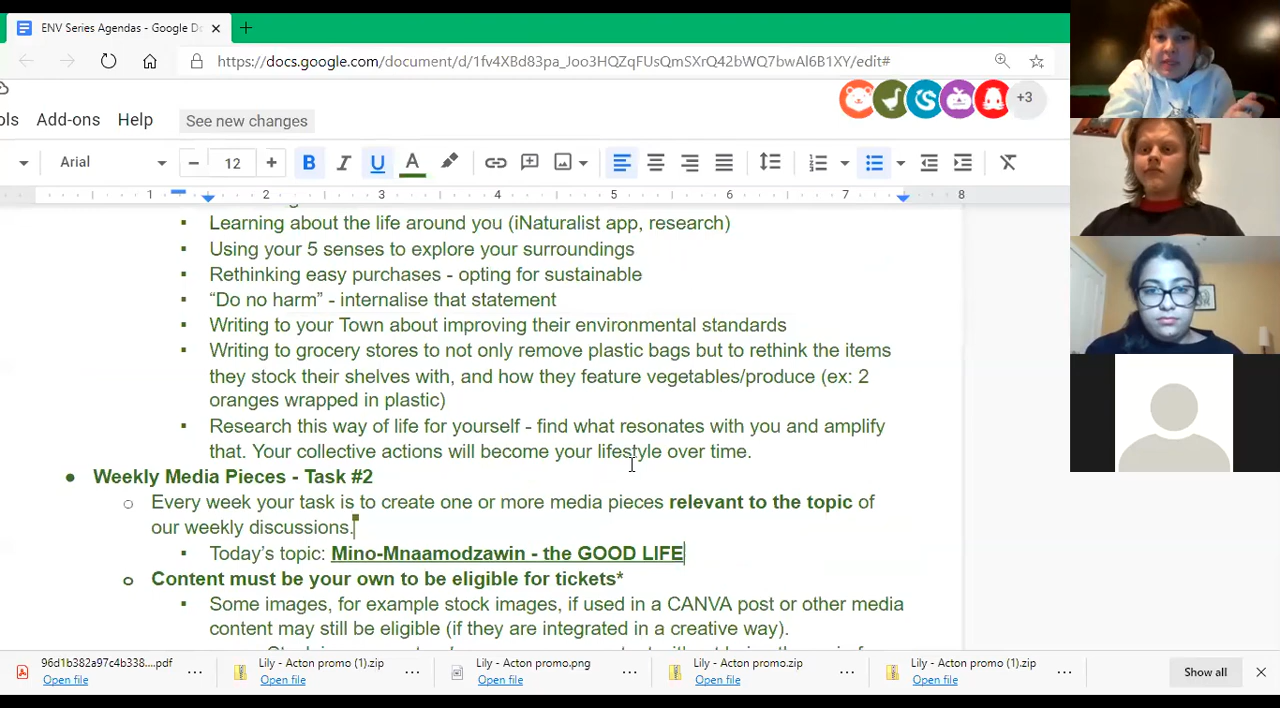 ENV Series Agendas - Google Do
https://docs.google.com/document/d/1fv4XBd83pa_Joo3HQZqFUsQmSXrQ42bWQ7bwAl6B1XY/edit#
+3
ols Add-ons Help See new changes
Arial 12 B I U A
1 2 3 4 5 6 7 8
Learning about the life around you (iNaturalist app, research)
Using your 5 senses to explore your surroundings
Rethinking easy purchases - opting for sustainable
“Do no harm” - internalise that statement
Writing to your Town about improving their environmental standards
Writing to grocery stores to not only remove plastic bags but to rethink the items
they stock their shelves with, and how they feature vegetables/produce (ex: 2
oranges wrapped in plastic)
Research this way of life for yourself - find what resonates with you and amplify
that. Your collective actions will become your lifestyle over time.
Weekly Media Pieces - Task #2
Every week your task is to create one or more media pieces relevant to the topic of
our weekly discussions.
Today’s topic: Mino-Mnaamodzawin - the GOOD LIFE
Content must be your own to be eligible for tickets*
Some images, for example stock images, if used in a CANVA post or other media
content may still be eligible (if they are integrated in a creative way).
96d1b382a97c4b338....pdf Lily - Acton promo (1).zip Lily - Acton promo.png Lily - Acton promo.zip Lily - Acton promo (1).zip
Open file Open file Open file Open file Open file Show all